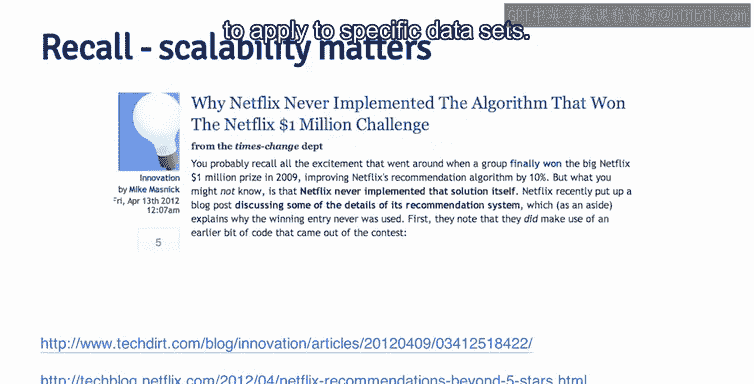 to apply to specific data sets.
Recall - scalability matters
Why Netflix Never Implemented The Algorithm That Won
The Netflix $1 Million Challenge
from the times-change dept
Innovation
by Mike Masnick
Fri, Apr 13th 2012
12:07am
5
You probably recall all the excitement that went around when a group finally won the big Netflix
$1 million prize in 2009, improving Netflix's recommendation algorithm by 10%. But what you
might not know, is that Netflix never implemented that solution itself. Netflix recently put up a
blog post discussing some of the details of its recommendation system, which (as an aside)
explains why the winning entry never was used. First, they note that they did make use of an
earlier bit of code that came out of the contest:
http://www.techdirt.com/blog/innovation/articles/20120409/03412518422/
http://techblog.netflix.com/2012/04/netflix-recommendations-beyond-5-stars.html